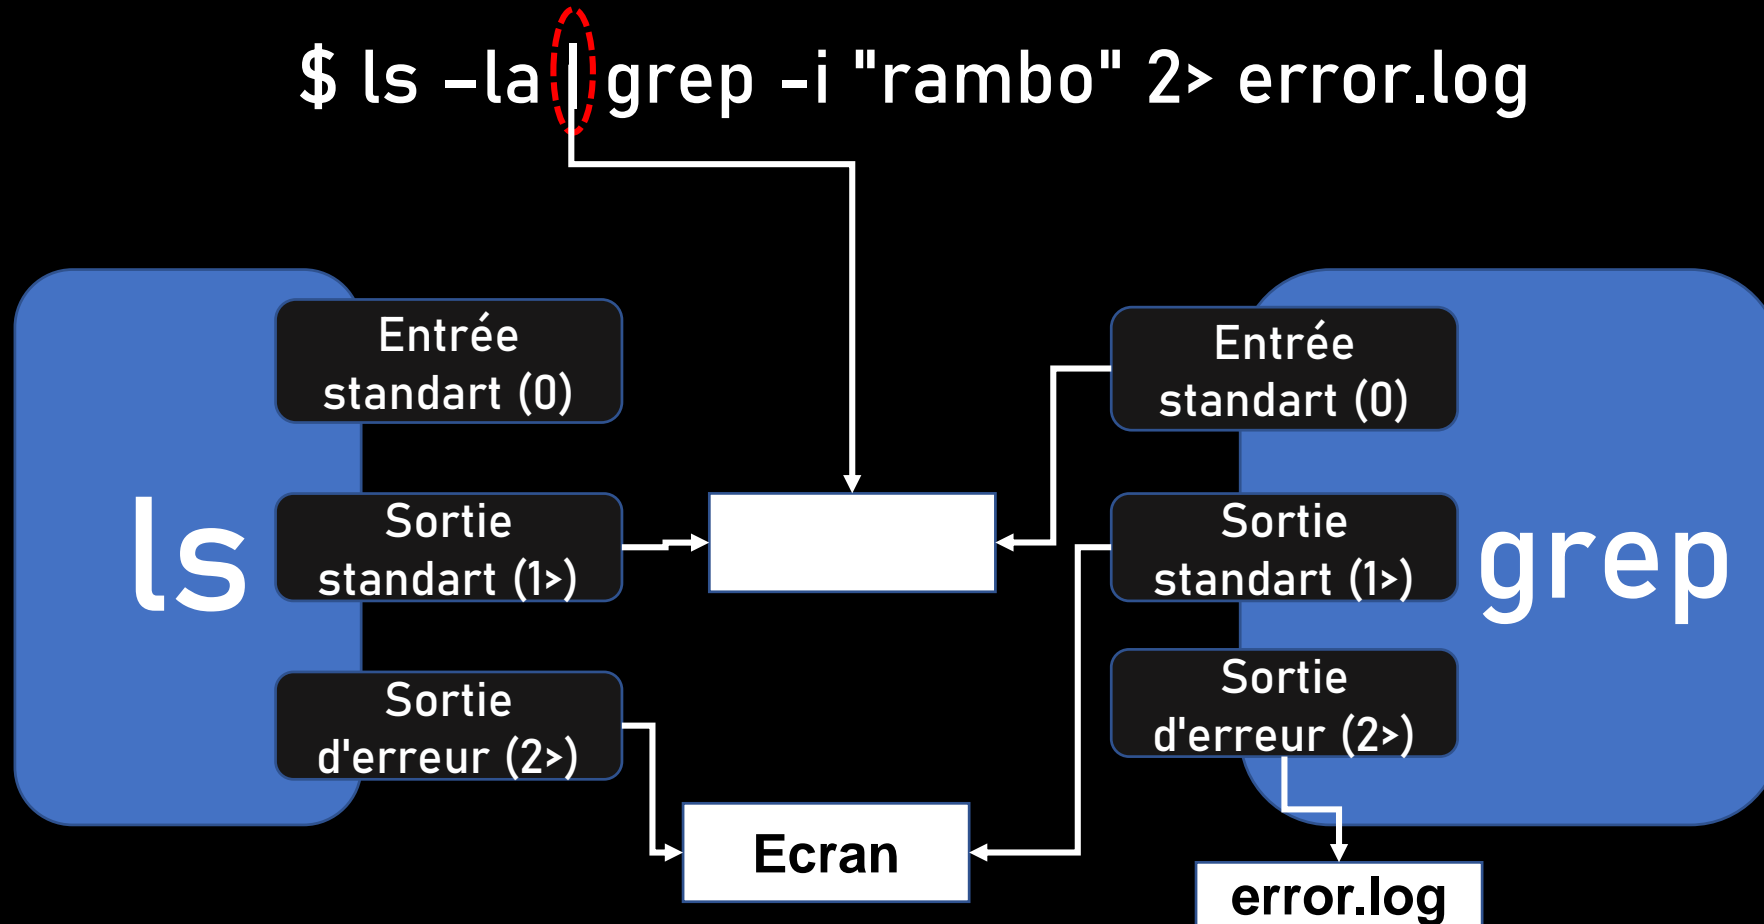 $ ls –la | grep -i "rambo" 2> error.log
Entrée
standart (0)
Entrée
standart (0)
ls
Sortie
standart (1>)
Sortie
standart (1>)
grep
Sortie
d'erreur (2>)
Sortie
d'erreur (2>)
Ecran
error.log